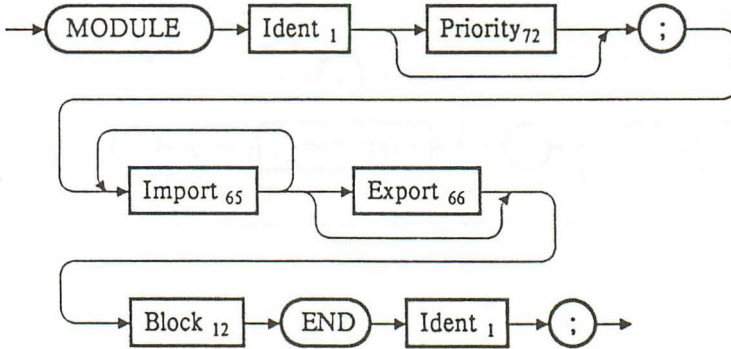 MODULE Ident 1 Priority 72 ;
Import 65 Export 66
Block 12 END Ident 1 ;